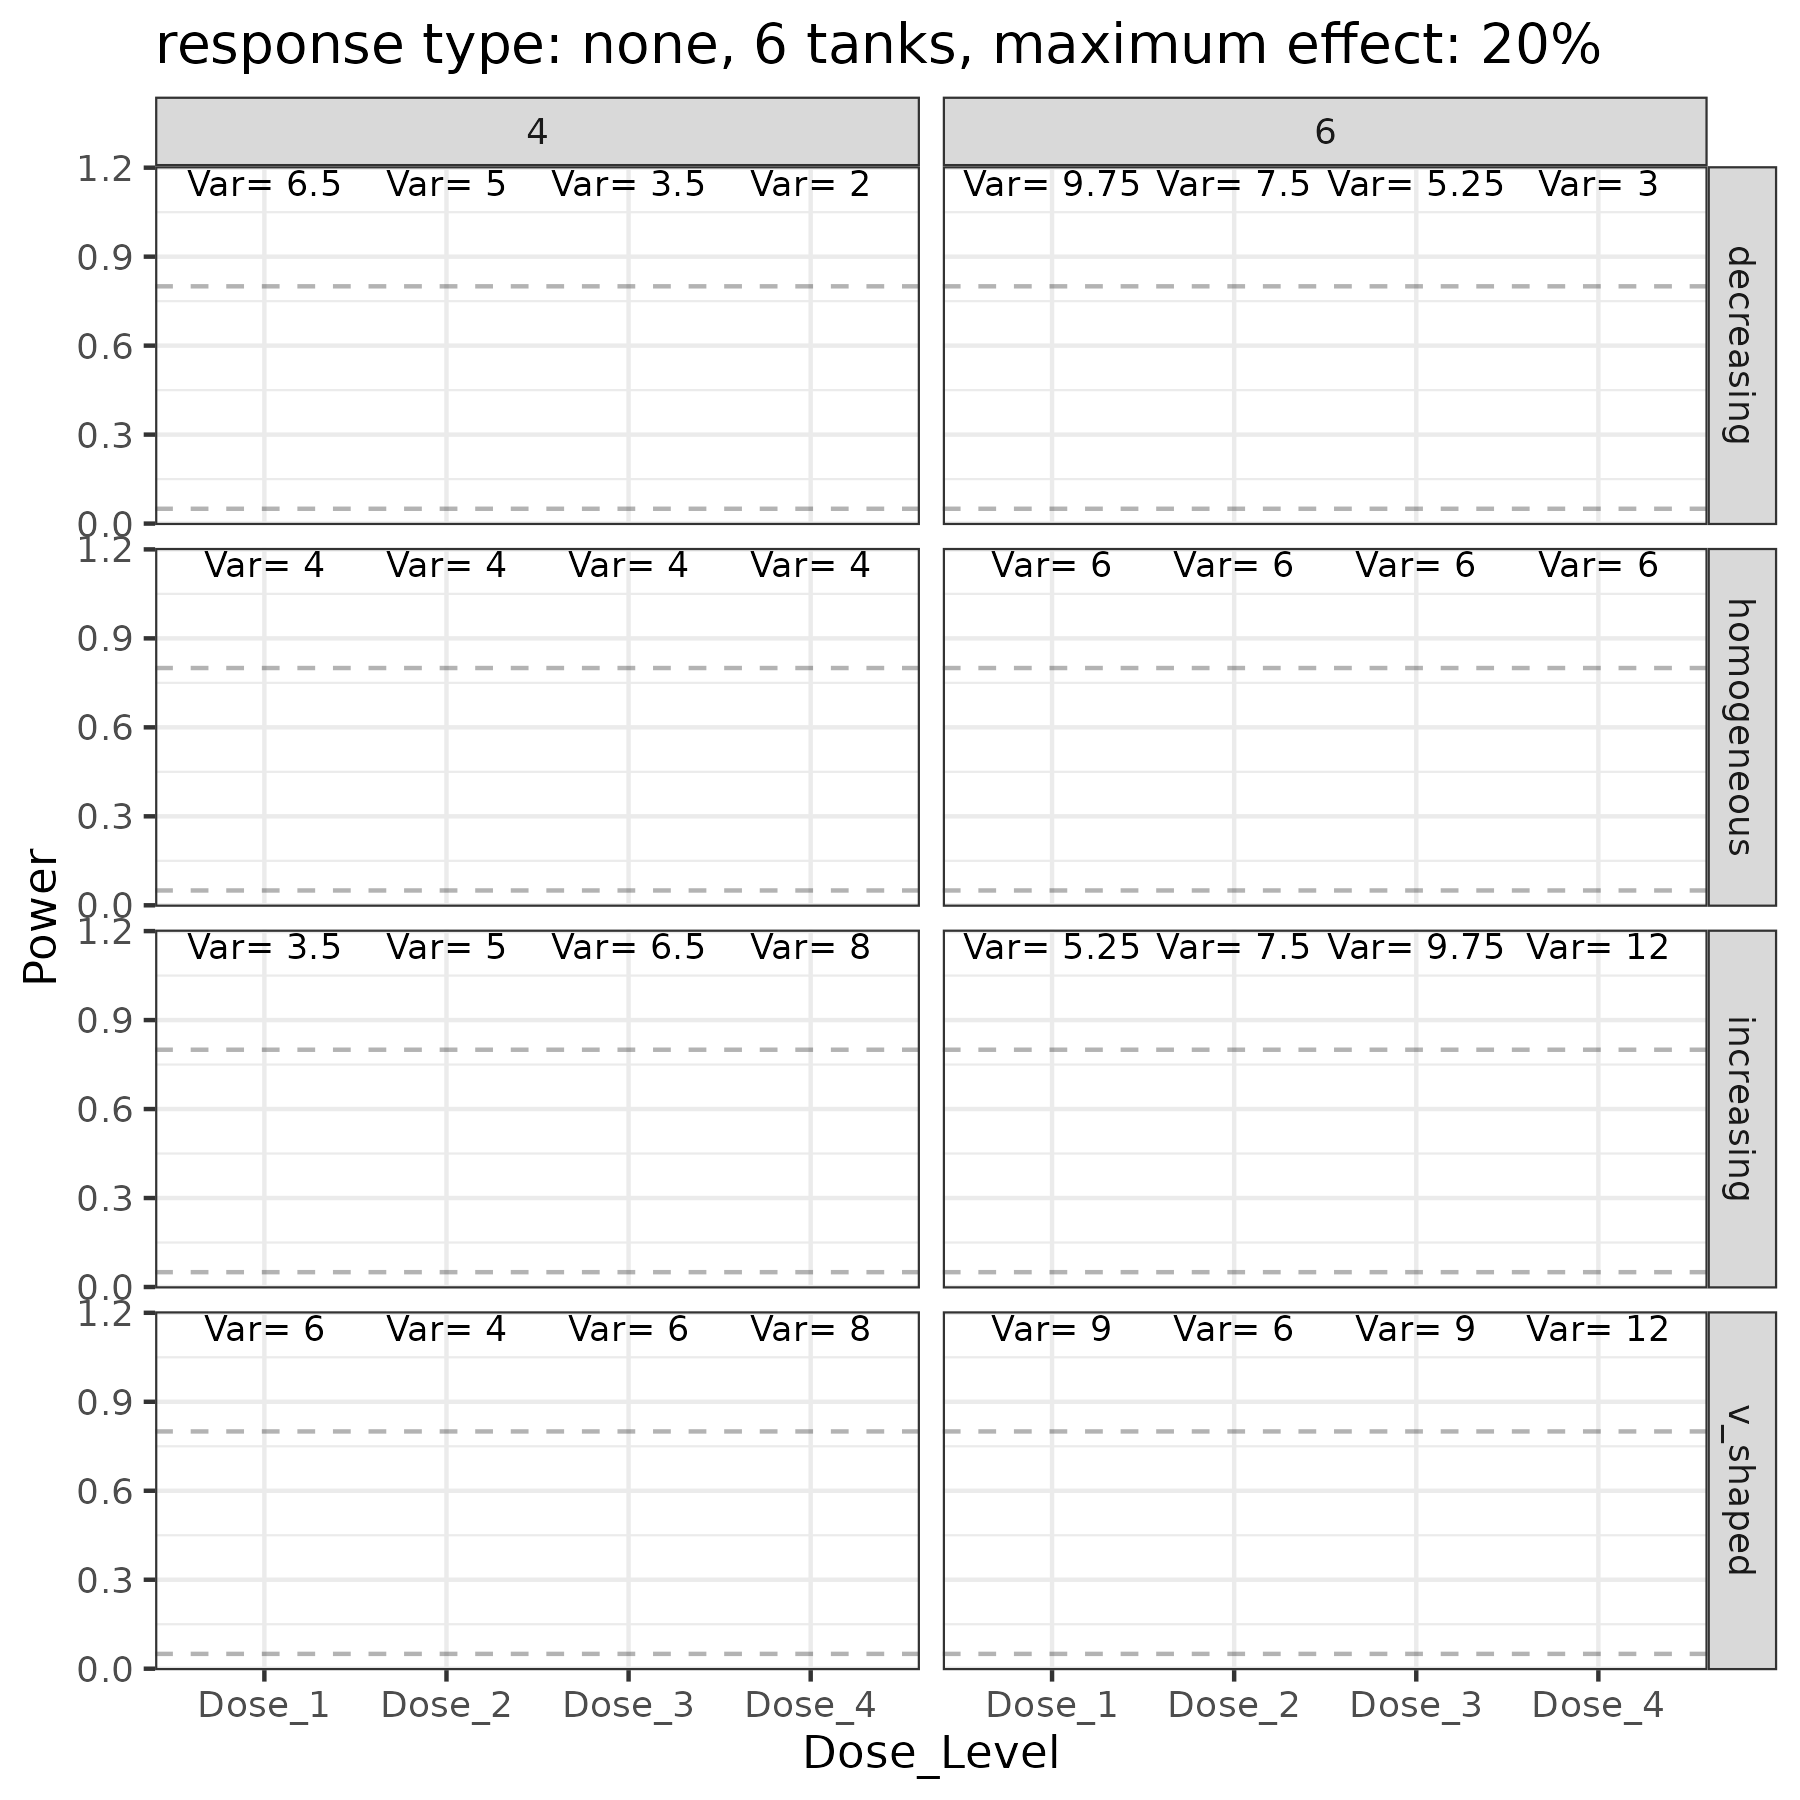 response type: none, 6 tanks, maximum effect: 20%
4 6
1.2 Var= 6.5 Var= 5 Var= 3.5 Var= 2 Var= 9.75 Var= 7.5 Var= 5.25 Var= 3
0.9
0.6
0.3
0.0
decreasing
1.2 Var= 4 Var= 4 Var= 4 Var= 4 Var= 6 Var= 6 Var= 6 Var= 6
0.9
0.6
0.3
0.0
homogeneous
Power
1.2 Var= 3.5 Var= 5 Var= 6.5 Var= 8 Var= 5.25 Var= 7.5 Var= 9.75 Var= 12
0.9
0.6
0.3
0.0
increasing
1.2 Var= 6 Var= 4 Var= 6 Var= 8 Var= 9 Var= 6 Var= 9 Var= 12
0.9
0.6
0.3
0.0
v_shaped
Dose_1 Dose_2 Dose_3 Dose_4 Dose_1 Dose_2 Dose_3 Dose_4
Dose_Level